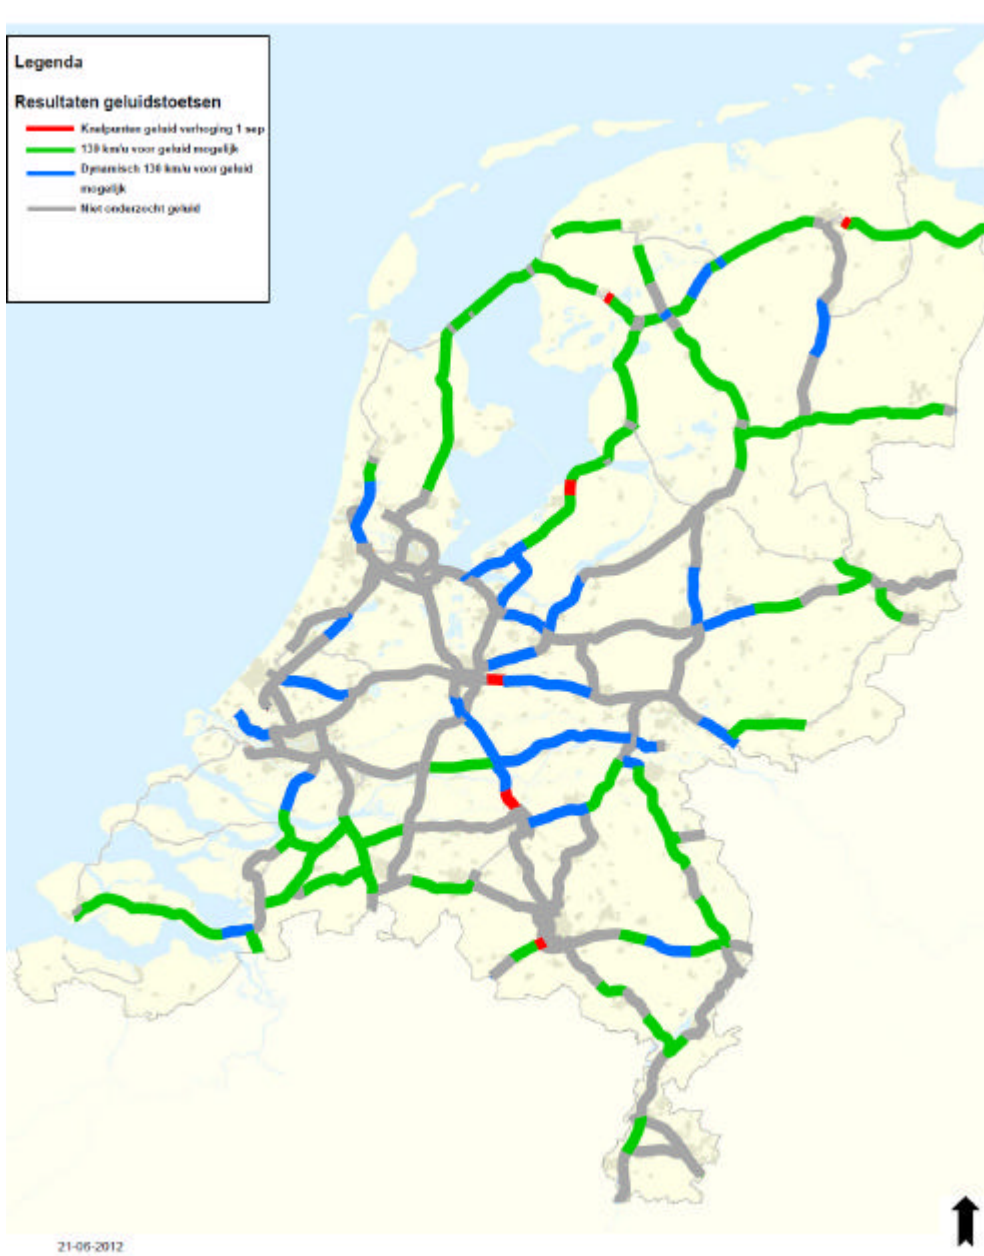 Legenda
Resultaten geluidstoetsen
Knelpunten geluid verhoging 1 sep
130 km/u voor geluid mogelijk
Dynamisch 130 km/u voor geluid
mogelijk
Niet onderzocht geluid
21-06-2012